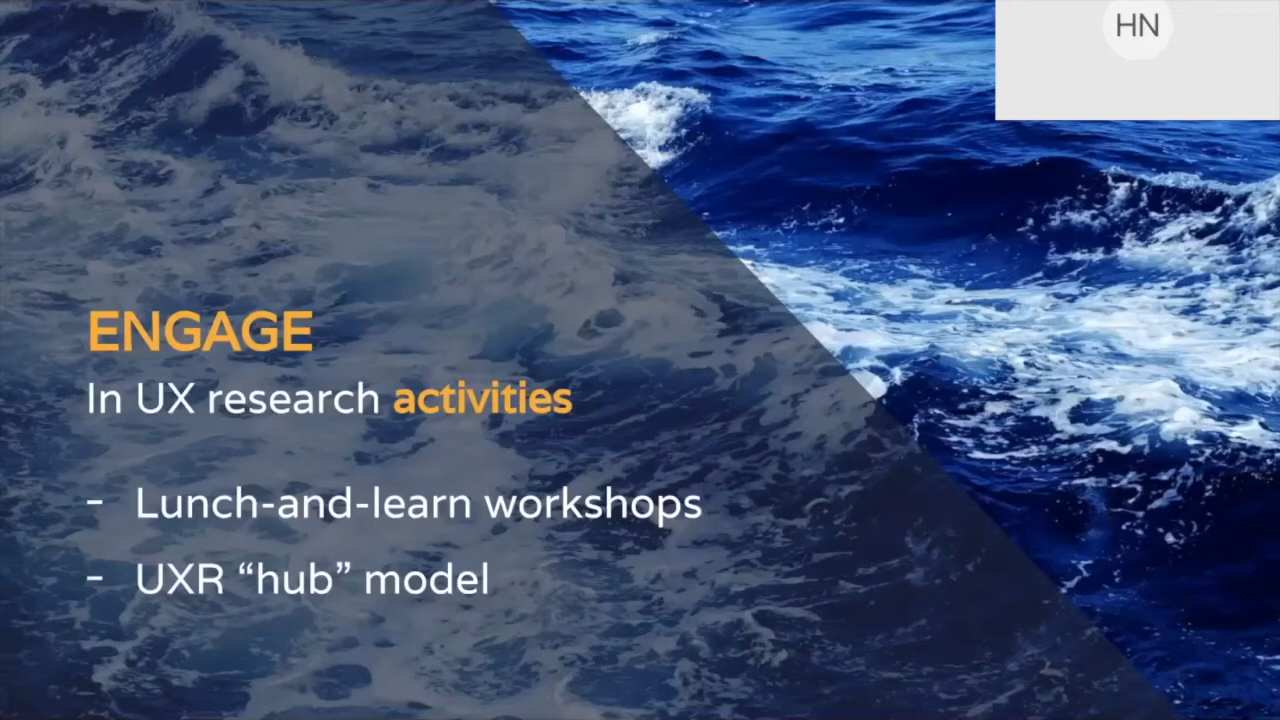 HN
ENGAGE
In UX research activities
- Lunch-and-learn workshops
- UXR “hub” model